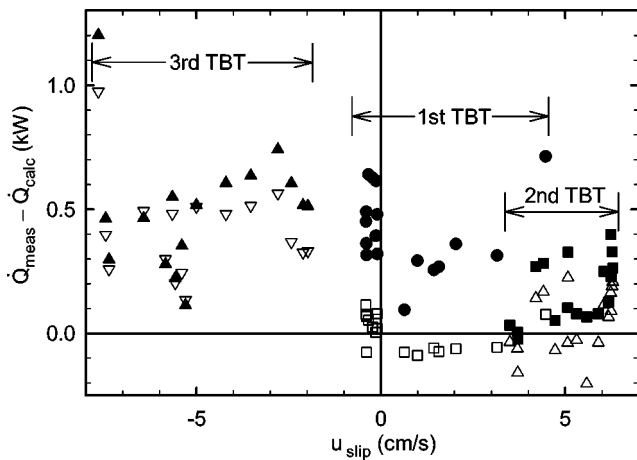 3rd TBT
1st TBT
2nd TBT
1.0
0.5
0.0
Q̇meas − Q̇calc (kW)
-5
0
5
u slip (cm/s)